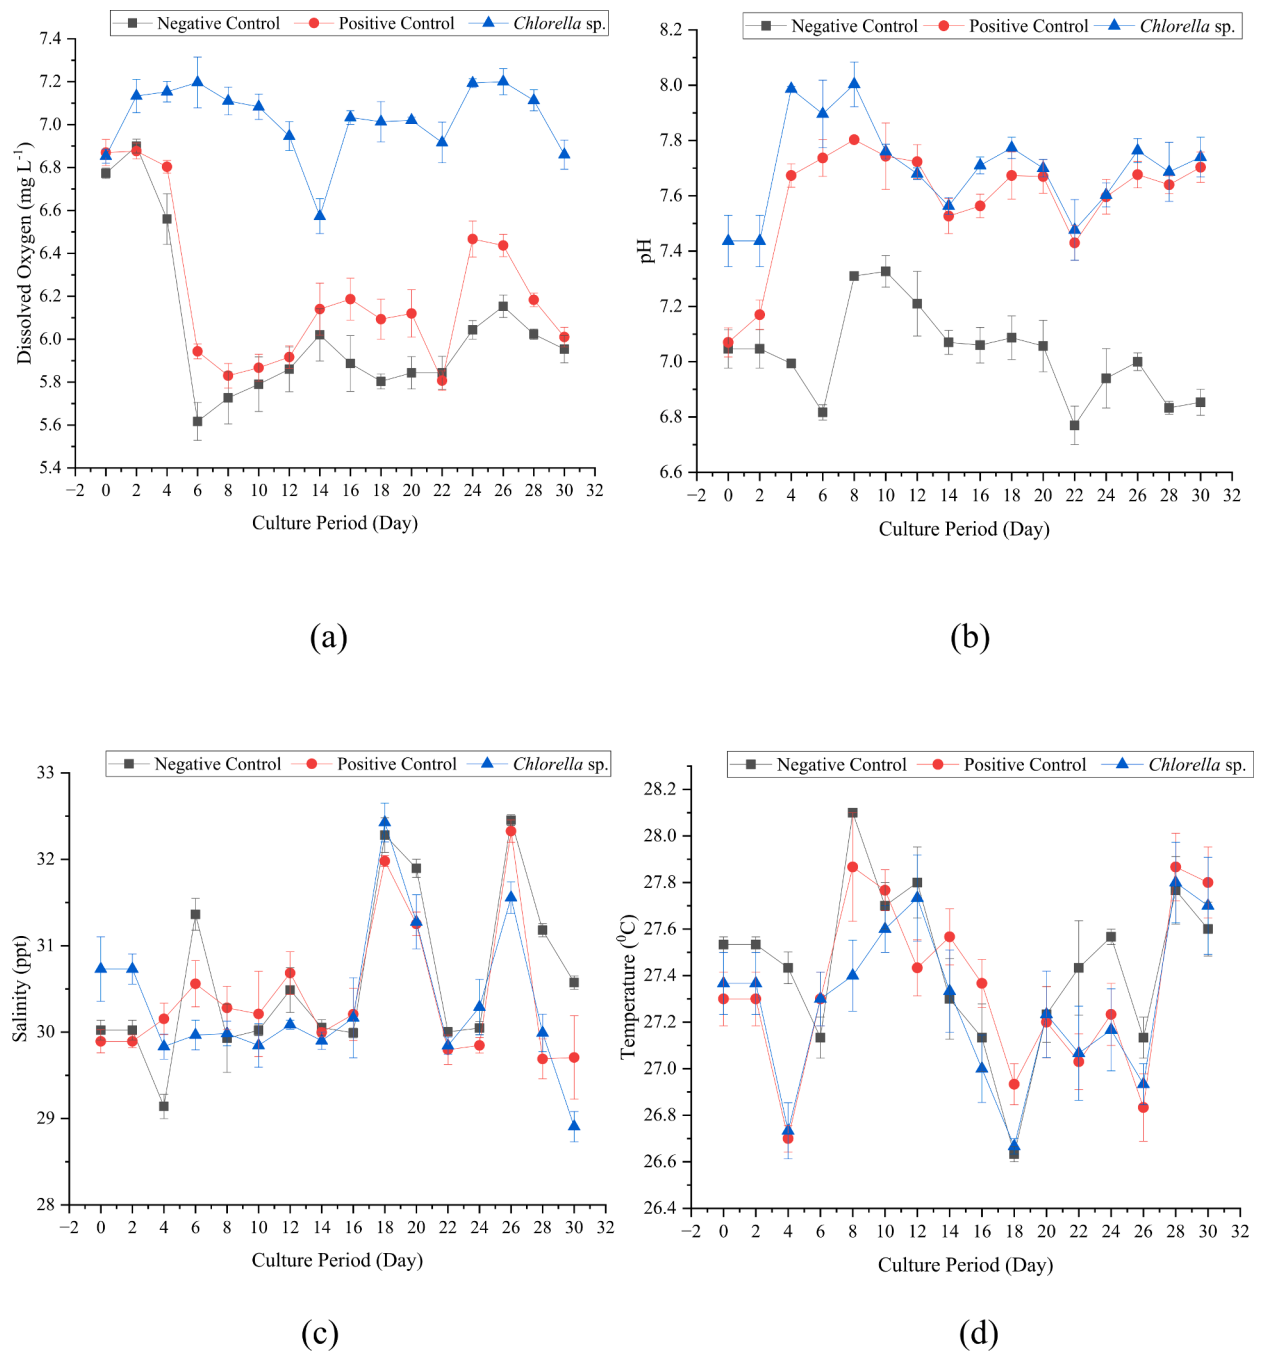 Negative Control Positive Control Chlorella sp.
7.4
7.2
7.0
6.8
6.6
6.4
6.2
6.0
5.8
5.6
5.4
Dissolved Oxygen (mg L⁻¹)
−2 0 2 4 6 8 10 12 14 16 18 20 22 24 26 28 30 32
Culture Period (Day)
(a)
Negative Control Positive Control Chlorella sp.
8.2
8.0
7.8
7.6
7.4
7.2
7.0
6.8
6.6
pH
−2 0 2 4 6 8 10 12 14 16 18 20 22 24 26 28 30 32
Culture Period (Day)
(b)
Negative Control Positive Control Chlorella sp.
33
32
31
30
29
28
Salinity (ppt)
−2 0 2 4 6 8 10 12 14 16 18 20 22 24 26 28 30 32
Culture Period (Day)
(c)
Negative Control Positive Control Chlorella sp.
28.2
28.0
27.8
27.6
27.4
27.2
27.0
26.8
26.6
26.4
Temperature (⁰C)
−2 0 2 4 6 8 10 12 14 16 18 20 22 24 26 28 30 32
Culture Period (Day)
(d)